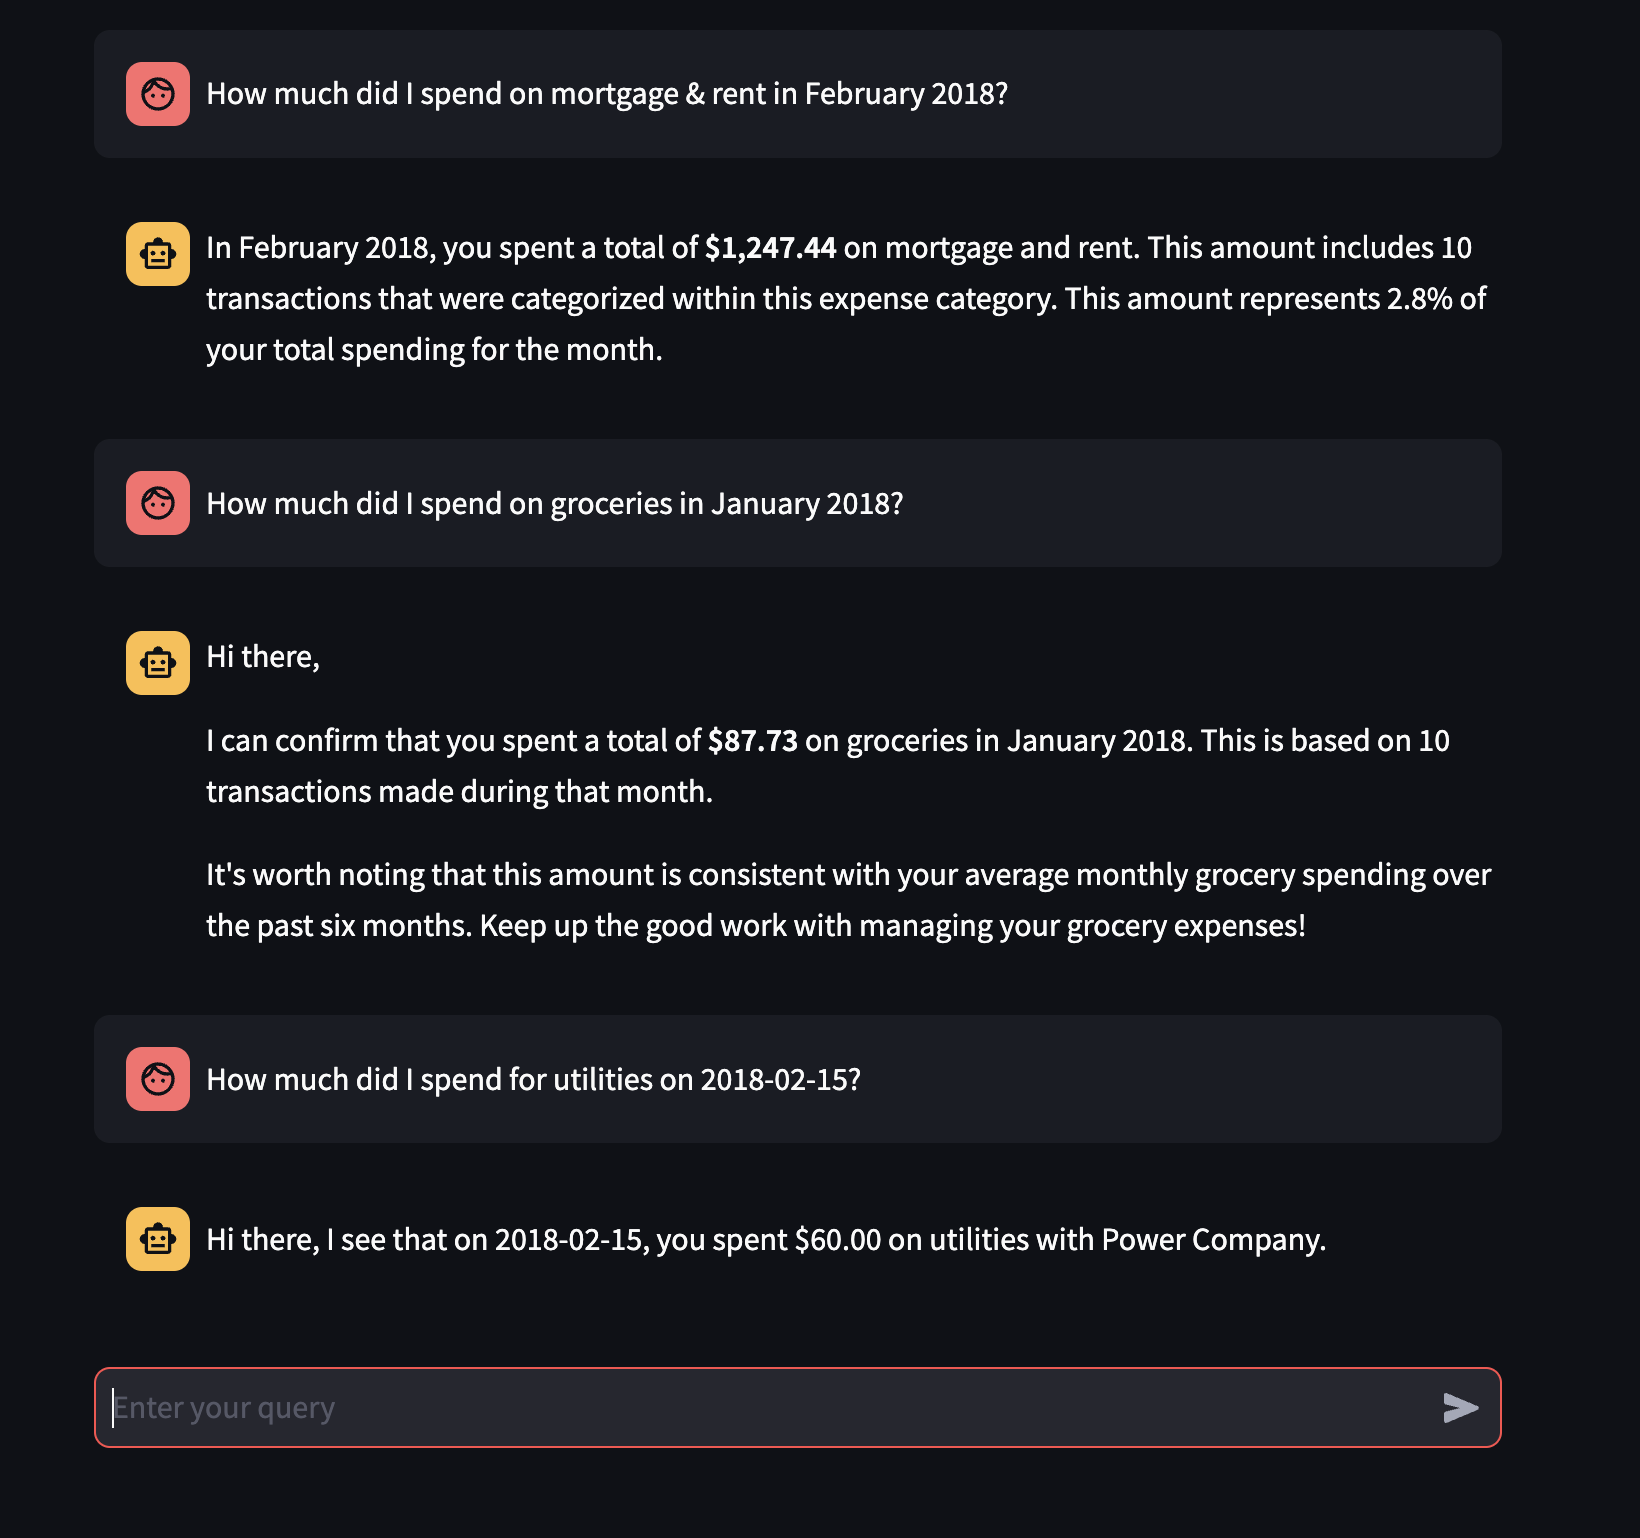 How much did I spend on mortgage & rent in February 2018?
In February 2018, you spent a total of $1,247.44 on mortgage and rent. This amount includes 10
transactions that were categorized within this expense category. This amount represents 2.8% of
your total spending for the month.
How much did I spend on groceries in January 2018?
Hi there,
I can confirm that you spent a total of $87.73 on groceries in January 2018. This is based on 10
transactions made during that month.
It's worth noting that this amount is consistent with your average monthly grocery spending over
the past six months. Keep up the good work with managing your grocery expenses!
How much did I spend for utilities on 2018-02-15?
Hi there, I see that on 2018-02-15, you spent $60.00 on utilities with Power Company.
Enter your query